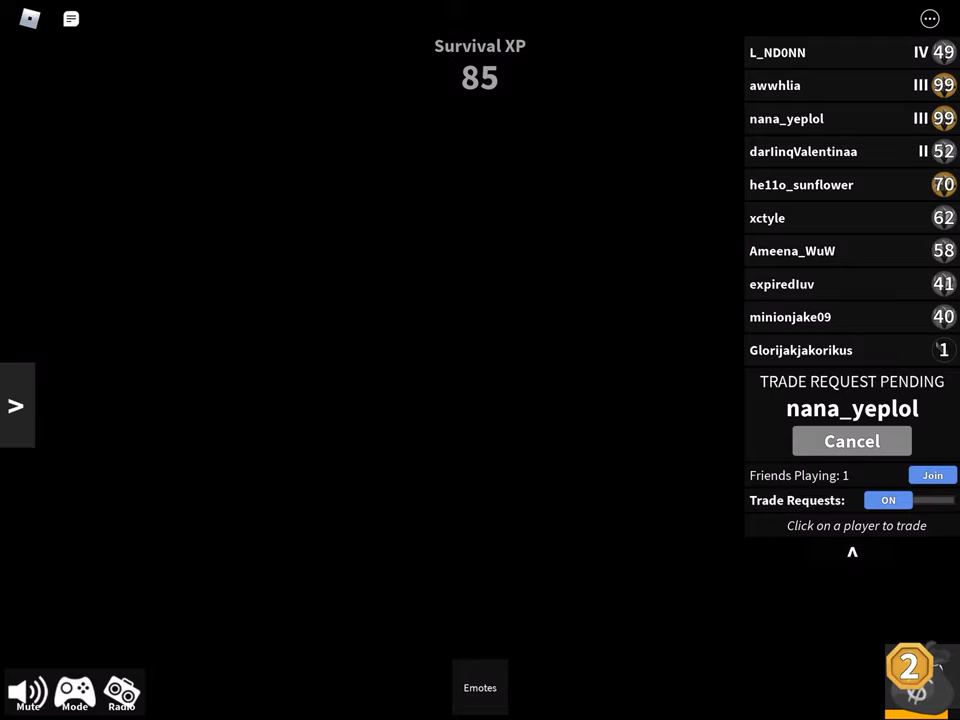 Survival XP
85
L_ND0NN IV 49
awwhlia III 99
nana_yeplol III 99
darIinqValentinaa II 52
he11o_sunflower 70
xctyle 62
Ameena_WuW 58
expiredIuv 41
minionjake09 40
Glorijakjakorikus 1
TRADE REQUEST PENDING
nana_yeplol
Cancel
Friends Playing: 1 Join
Trade Requests: ON
Click on a player to trade
^
>
2
Mute Mode Radio
Emotes